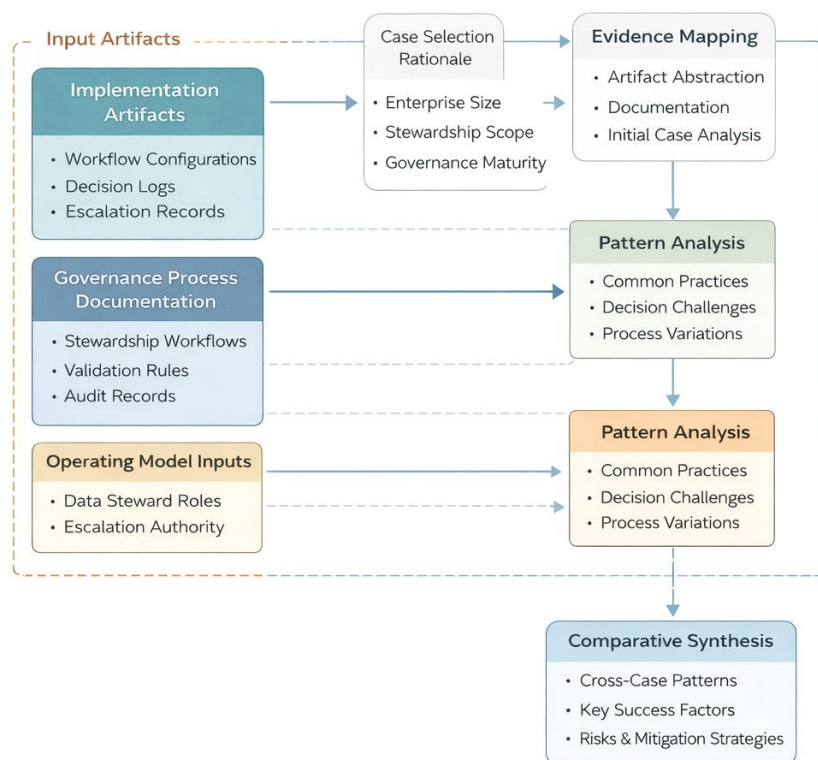 Input Artifacts
Implementation
Artifacts
• Workflow Configurations
• Decision Logs
• Escalation Records
Governance Process
Documentation
• Stewardship Workflows
• Validation Rules
• Audit Records
Operating Model Inputs
• Data Steward Roles
• Escalation Authority
Case Selection
Rationale
• Enterprise Size
• Stewardship Scope
• Governance Maturity
Evidence Mapping
• Artifact Abstraction
• Documentation
• Initial Case Analysis
Pattern Analysis
• Common Practices
• Decision Challenges
• Process Variations
Pattern Analysis
• Common Practices
• Decision Challenges
• Process Variations
Comparative Synthesis
• Cross-Case Patterns
• Key Success Factors
• Risks & Mitigation Strategies